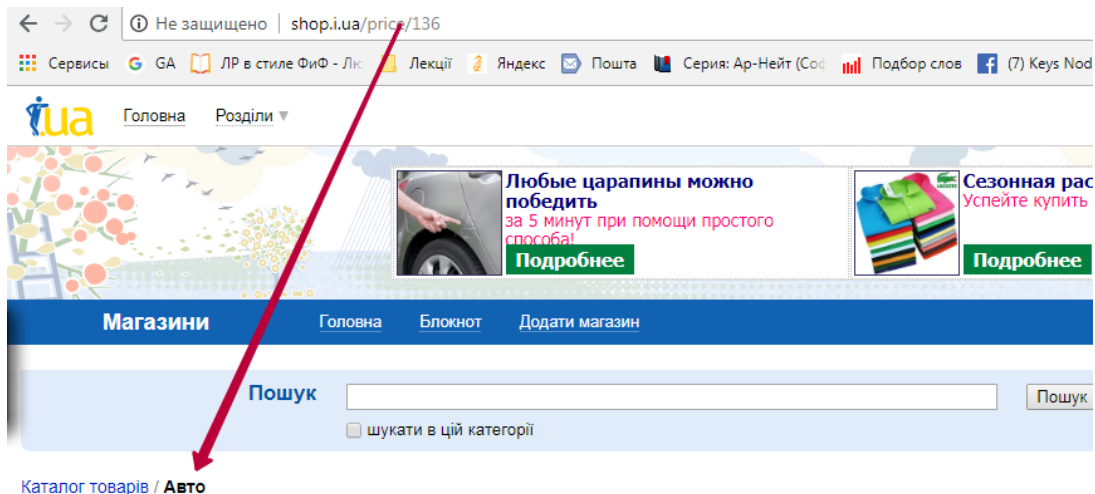 Не защищено | shop.i.ua/price/136
Сервисы GA ЛР в стиле ФиФ - Лю Лекції Яндекс Пошта Серия: Ар-Нейт (Соф Подбор слов (7) Keys Nod
i.ua Головна Розділи ▼
Любые царапины можно
победить
за 5 минут при помощи простого
способа!
Подробнее
Сезонная рас
Успейте купить
Подробнее
Магазини Головна Блокнот Додати магазин
Пошук Пошук
шукати в цій категорії
Каталог товарів / Авто